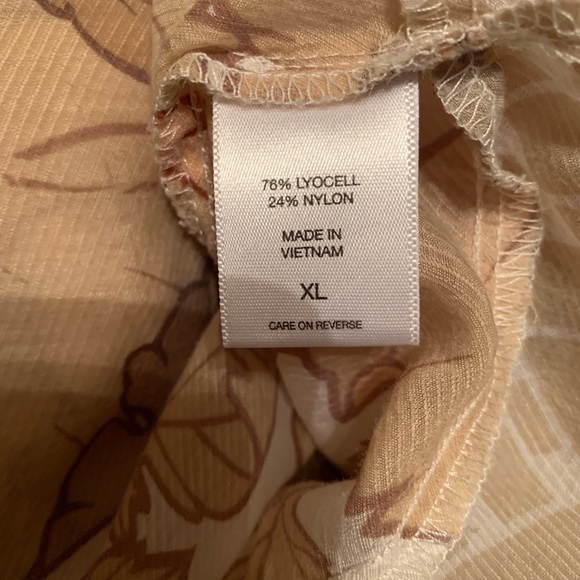 76% LYOCELL
24% NYLON
MADE IN
VIETNAM
XL
CARE ON REVERSE